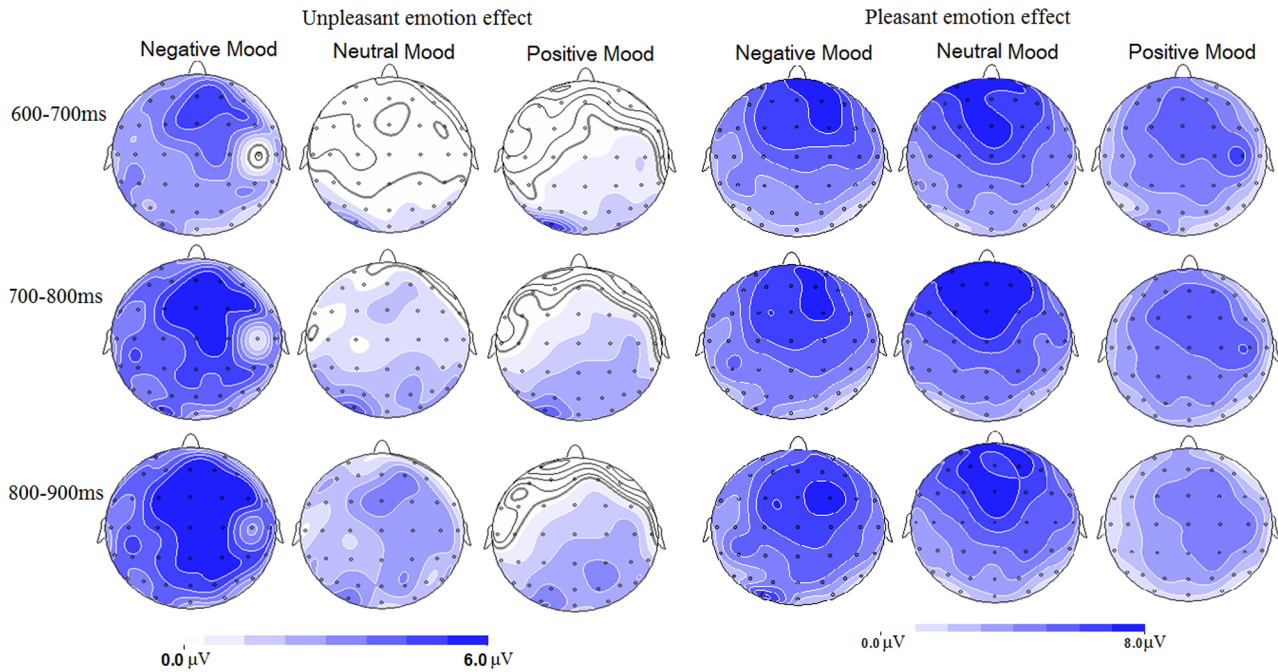 Unpleasant emotion effect
Pleasant emotion effect
Negative Mood
Neutral Mood
Positive Mood
Negative Mood
Neutral Mood
Positive Mood
600-700ms
700-800ms
800-900ms
0.0 μV
6.0 μV
0.0 μV
8.0 μV